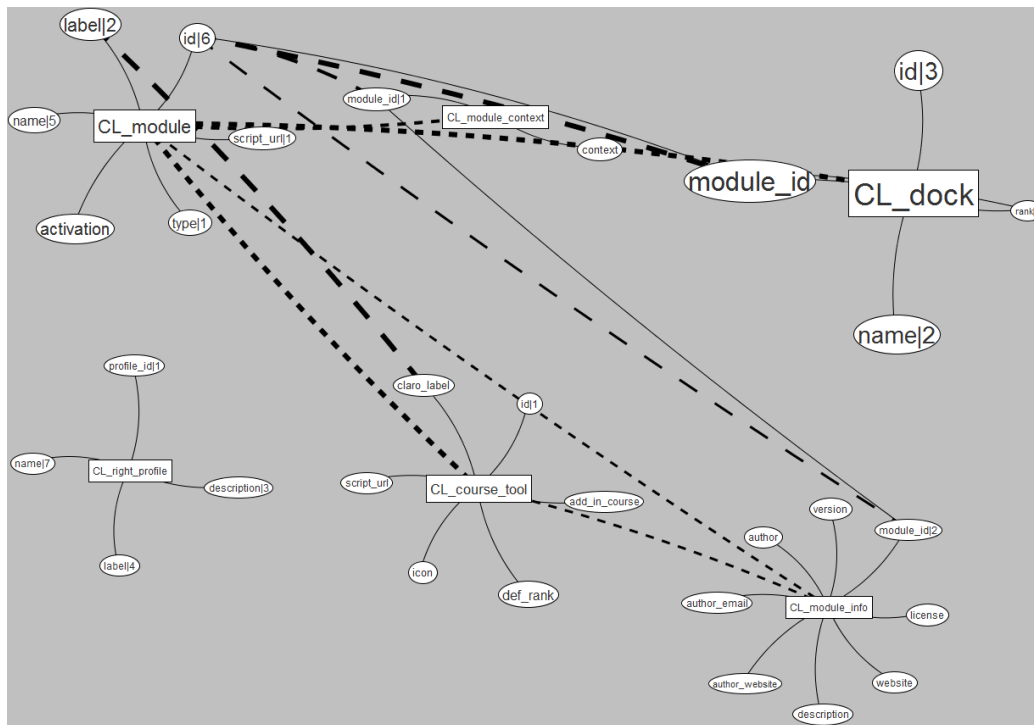 label|2
id|6
id|3
name|5
CL_module
module_id|1
CL_module_context
script_url|1
context
module_id
CL_dock
rank|
activation
type|1
name|2
profile_id|1
claro_label
id|1
name|7
CL_right_profile
description|3
script_url
CL_course_tool
add_in_course
version
module_id|2
author
label|4
icon
def_rank
author_email
CL_module_info
license
author_website
website
description